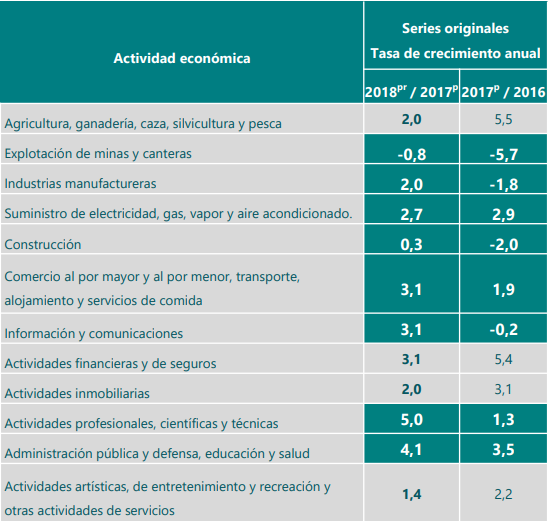 Actividad económica
Series originales
Tasa de crecimiento anual
2018pr / 2017p 2017p / 2016
Agricultura, ganadería, caza, silvicultura y pesca 2,0 5,5
Explotación de minas y canteras -0,8 -5,7
Industrias manufactureras 2,0 -1,8
Suministro de electricidad, gas, vapor y aire acondicionado. 2,7 2,9
Construcción 0,3 -2,0
Comercio al por mayor y al por menor, transporte,
alojamiento y servicios de comida 3,1 1,9
Información y comunicaciones 3,1 -0,2
Actividades financieras y de seguros 3,1 5,4
Actividades inmobiliarias 2,0 3,1
Actividades profesionales, científicas y técnicas 5,0 1,3
Administración pública y defensa, educación y salud 4,1 3,5
Actividades artísticas, de entretenimiento y recreación y
otras actividades de servicios 1,4 2,2